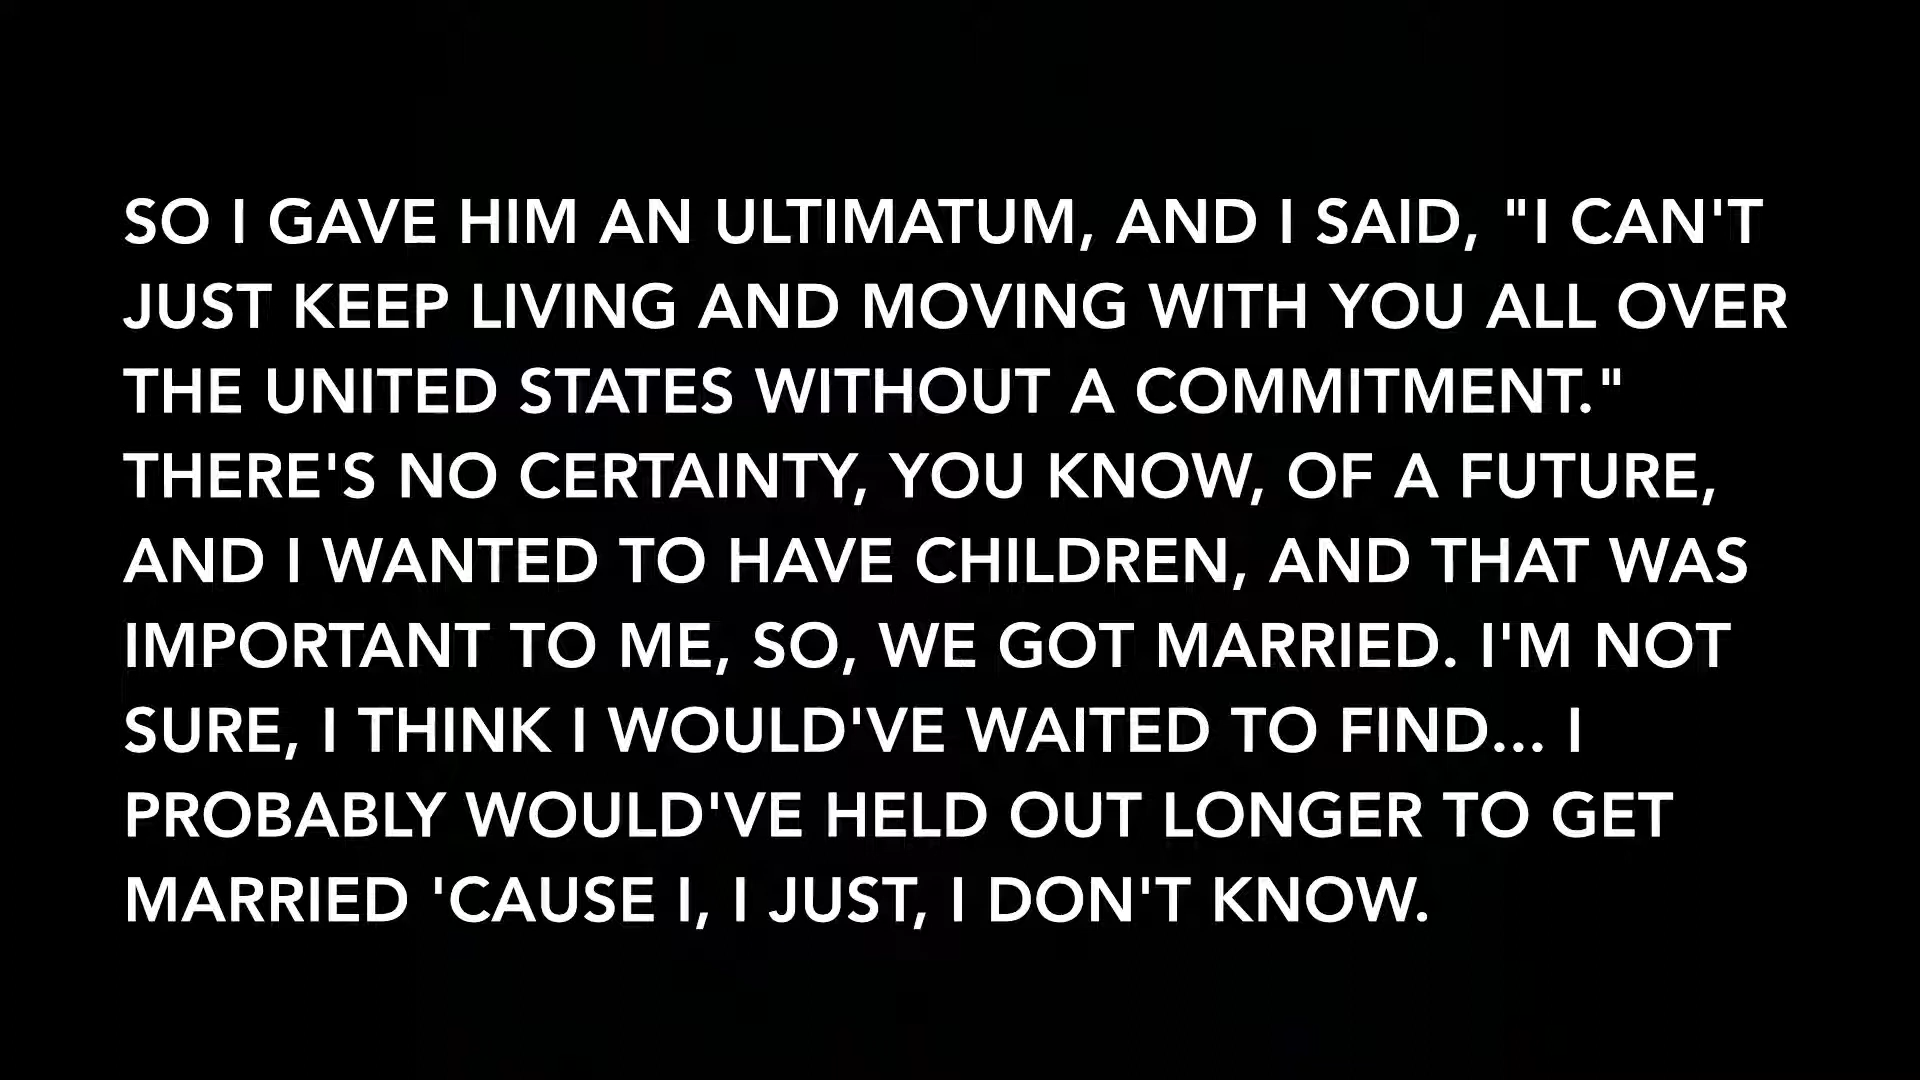 SO I GAVE HIM AN ULTIMATUM, AND I SAID, "I CAN'T
JUST KEEP LIVING AND MOVING WITH YOU ALL OVER
THE UNITED STATES WITHOUT A COMMITMENT."
THERE'S NO CERTAINTY, YOU KNOW, OF A FUTURE,
AND I WANTED TO HAVE CHILDREN, AND THAT WAS
IMPORTANT TO ME, SO, WE GOT MARRIED. I'M NOT
SURE, I THINK I WOULD'VE WAITED TO FIND... I
PROBABLY WOULD'VE HELD OUT LONGER TO GET
MARRIED 'CAUSE I, I JUST, I DON'T KNOW.